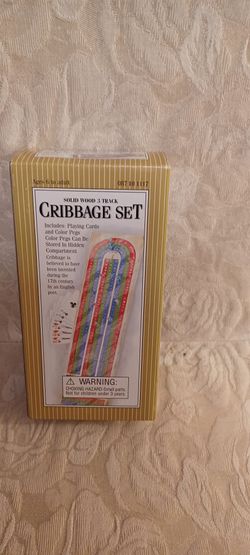 Ages 6 to adult
SOLID WOOD 3 TRACK
CRIBBAGE SET
Includes: Playing Cards
and Color Pegs
Color Pegs Can Be
Stored In Hidden
Compartment
Cribbage is
believed to have
been invented
during the
17th century
by an English
poet.
WARNING:
CHOKING HAZARD-Small parts
Not for children under 3 years.